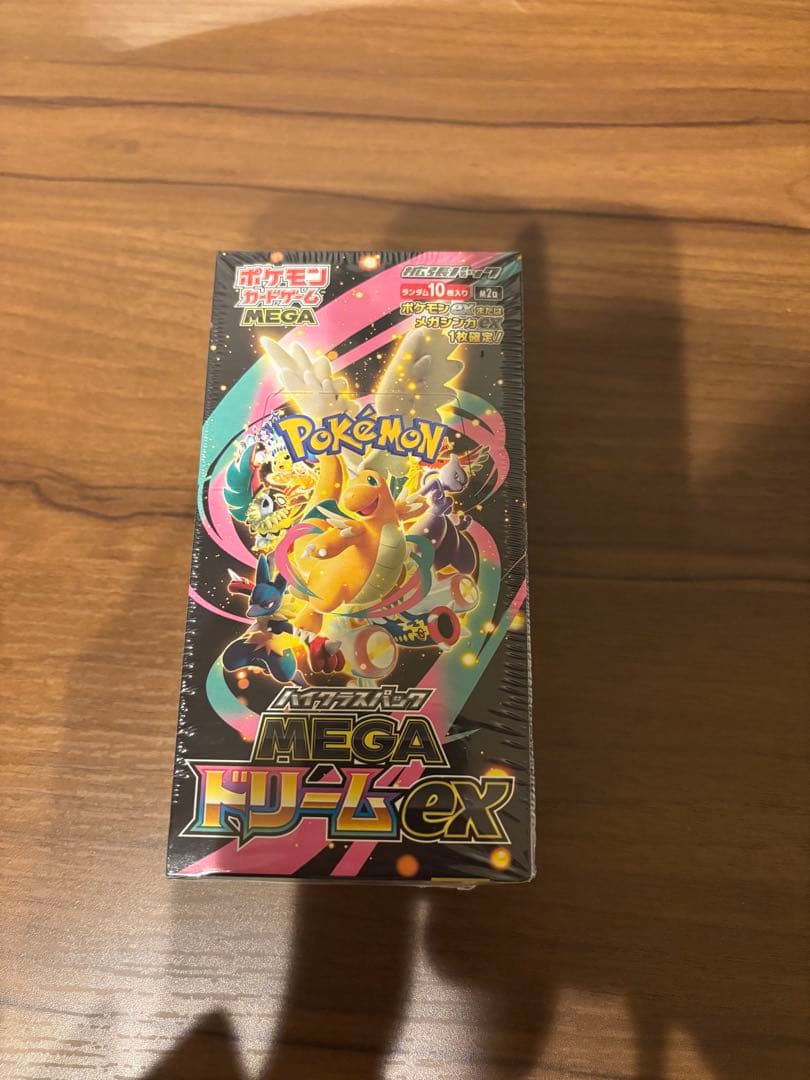 ポケモン
カードゲーム
MEGA
拡張パック
ランダム10枚入り M2a
ポケモンexまたは
メガシンカex
1枚確定!
POKÉMON
ハイクラスパック
MEGA
ドリームex